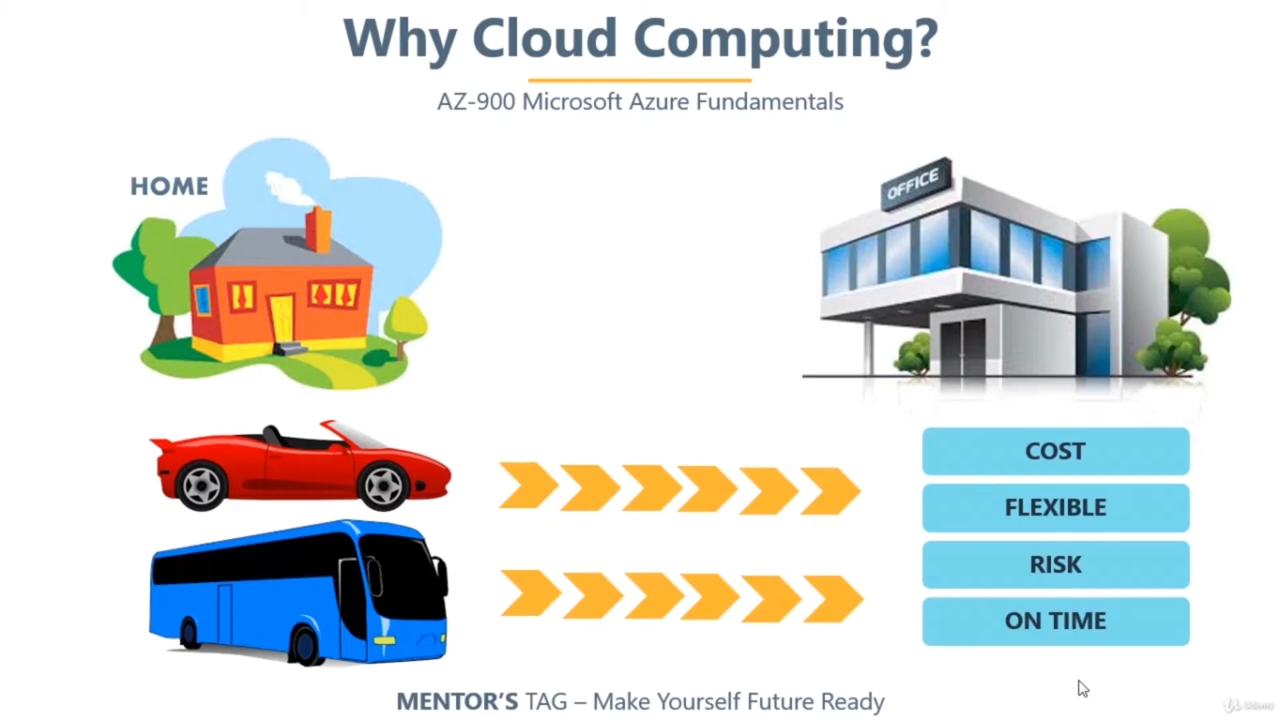 Why Cloud Computing?
AZ-900 Microsoft Azure Fundamentals
HOME
OFFICE
COST
FLEXIBLE
RISK
ON TIME
MENTOR'S TAG – Make Yourself Future Ready
Udemy